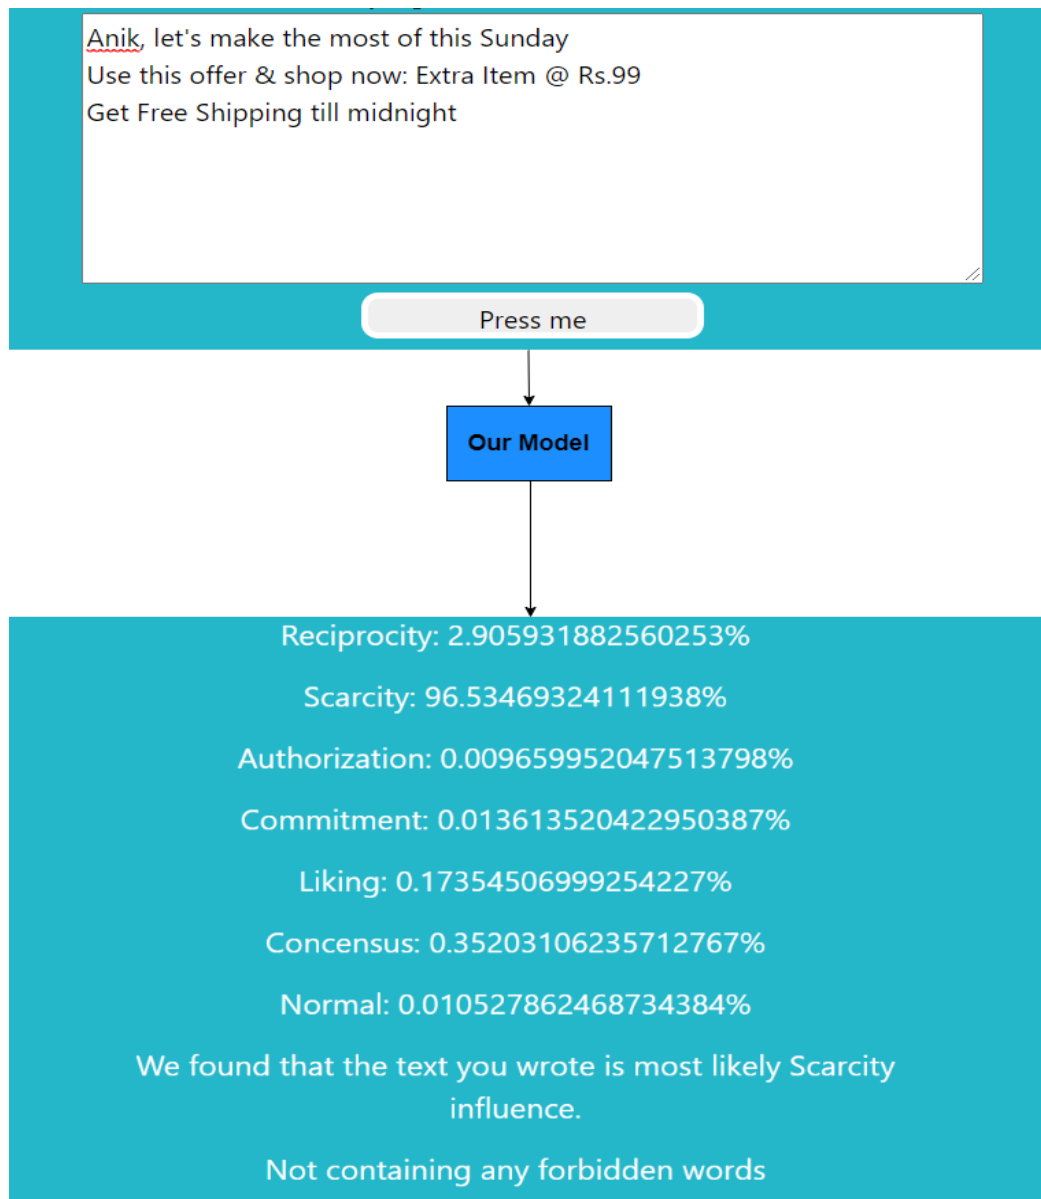 Anik, let's make the most of this Sunday
Use this offer & shop now: Extra Item @ Rs.99
Get Free Shipping till midnight
Press me
Our Model
Reciprocity: 2.905931882560253%
Scarcity: 96.53469324111938%
Authorization: 0.009659952047513798%
Commitment: 0.013613520422950387%
Liking: 0.17354506999254227%
Concensus: 0.352031062357127​67%
Normal: 0.010527862468734384%
We found that the text you wrote is most likely Scarcity
influence.
Not containing any forbidden words